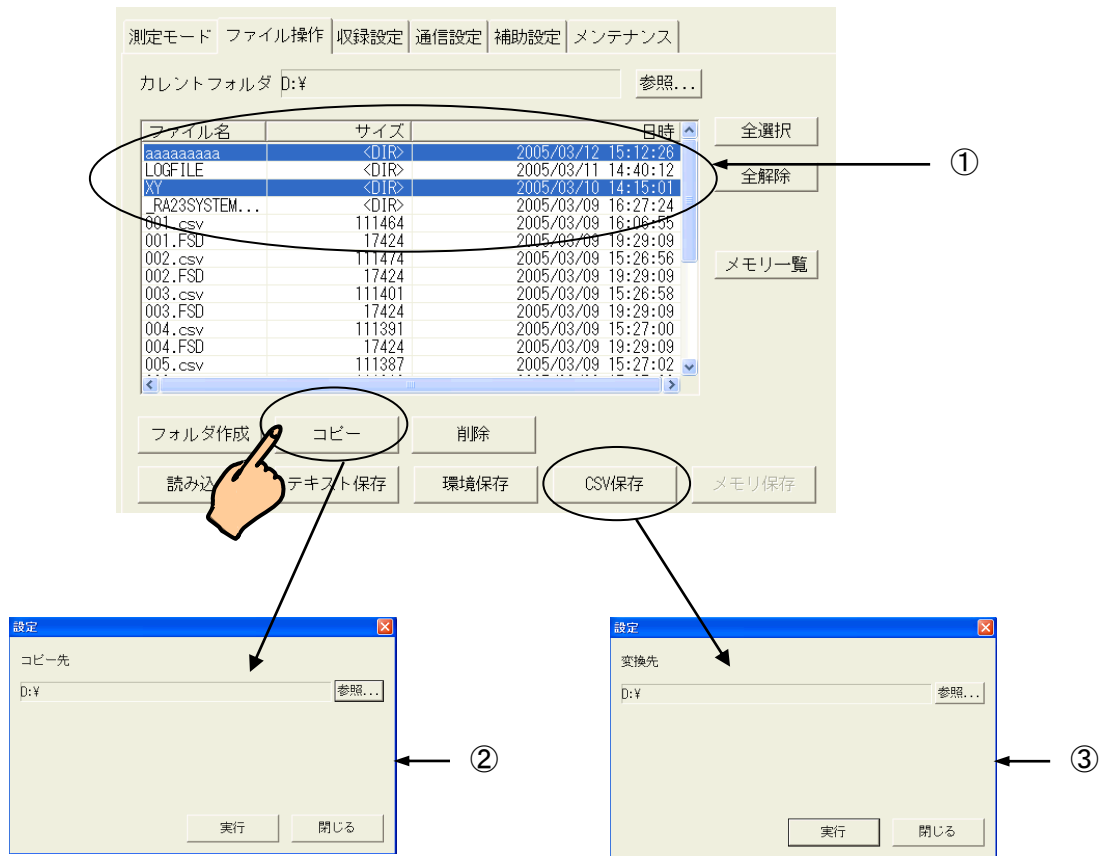 測定モード ファイル操作 収録設定 通信設定 補助設定 メンテナンス
カレントフォルダ D:¥ 参照...
ファイル名 サイズ 日時 全選択
aaaaaaaaa <DIR> 2005/03/12 15:12:26
LOGFILE <DIR> 2005/03/11 14:40:12 ①
全解除
XY <DIR> 2005/03/10 14:15:01
_RA23SYSTEM... <DIR> 2005/03/09 16:27:24
001.csv 111464 2005/03/09 16:06:55
001.FSD 17424 2005/03/09 19:29:09
002.csv 111474 2005/03/09 15:26:56
メモリ一覧
002.FSD 17424 2005/03/09 19:29:09
003.csv 111401 2005/03/09 15:26:58
003.FSD 17424 2005/03/09 19:29:09
004.csv 111391 2005/03/09 15:27:00
004.FSD 17424 2005/03/09 19:29:09
005.csv 111387 2005/03/09 15:27:02
フォルダ作成 コピー 削除
読み込 テキスト保存 環境保存 CSV保存 メモリ保存
設定
コピー先
D:¥ 参照...
②
実行 閉じる
設定
変換先
D:¥ 参照...
③
実行 閉じる